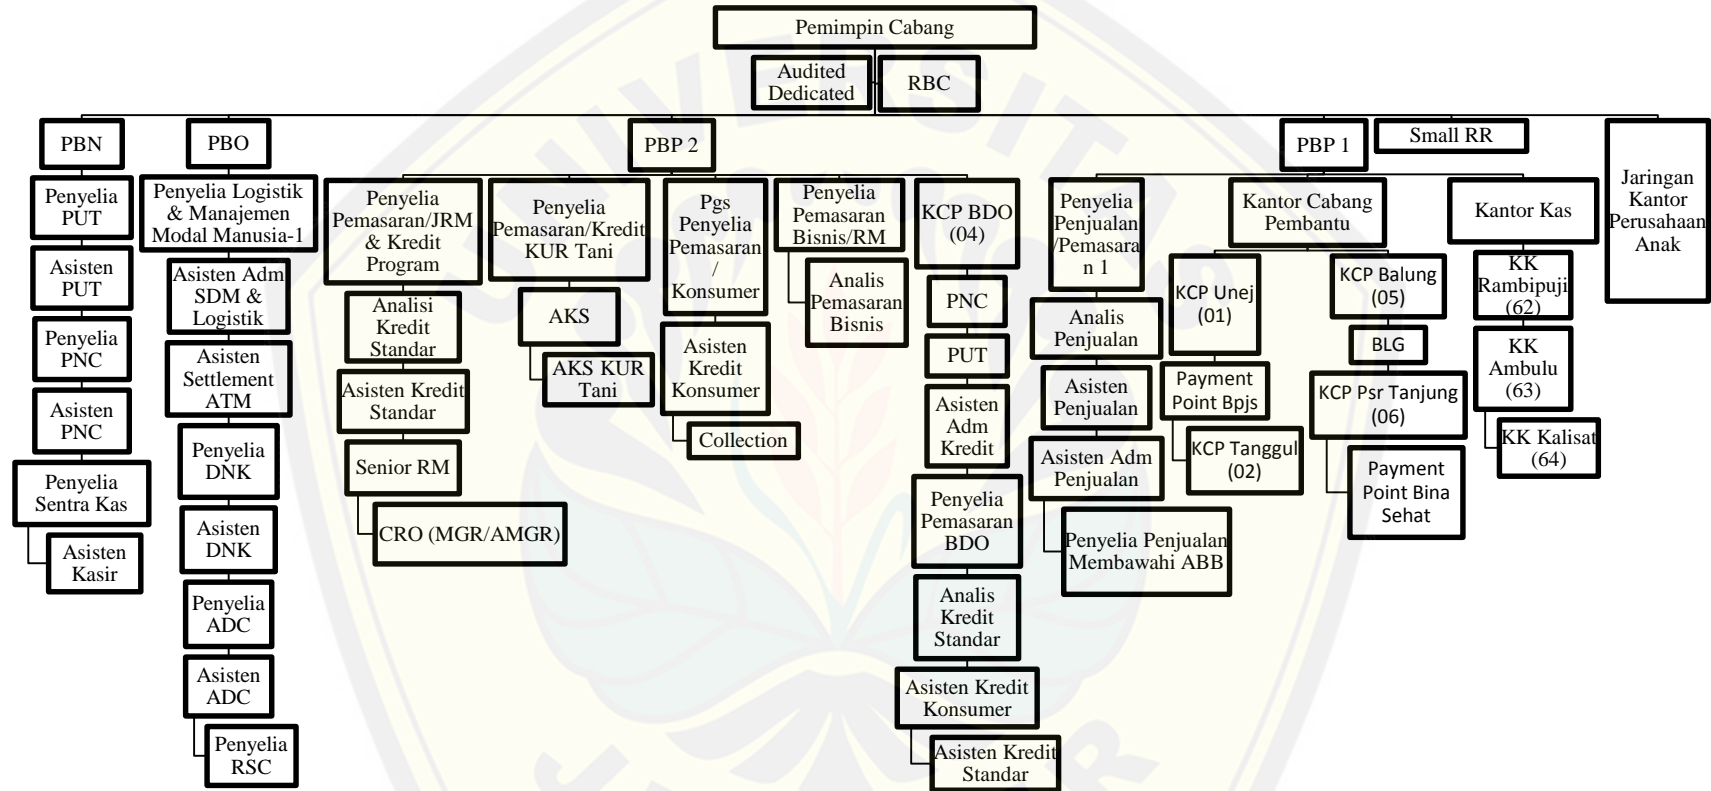 Pemimpin Cabang
Audited
Dedicated
RBC
PBN
Penyelia
PUT
Asisten
PUT
Penyelia
PNC
Asisten
PNC
Penyelia
Sentra Kas
Asisten
Kasir
PBO
Penyelia Logistik
& Manajemen
Modal Manusia-1
Asisten Adm
SDM &
Logistik
Asisten
Settlement
ATM
Penyelia
DNK
Asisten
DNK
Penyelia
ADC
Asisten
ADC
Penyelia
RSC
PBP 2
Penyelia
Pemasaran/JRM
& Kredit
Program
Analisi
Kredit
Standar
Asisten Kredit
Standar
Senior RM
CRO (MGR/AMGR)
Penyelia
Pemasaran/Kredit
KUR Tani
AKS
AKS KUR
Tani
Pgs
Penyelia
Pemasaran
/
Konsumer
Asisten
Kredit
Konsumer
Collection
Penyelia
Pemasaran
Bisnis/RM
Analis
Pemasaran
Bisnis
KCP BDO
(04)
PNC
PUT
Asisten
Adm
Kredit
Penyelia
Pemasaran
BDO
Analis
Kredit
Standar
Asisten Kredit
Konsumer
Asisten Kredit
Standar
PBP 1
Penyelia
Penjualan
/Pemasara
n 1
Analis
Penjualan
Asisten
Penjualan
Asisten Adm
Penjualan
Penyelia Penjualan
Membawahi ABB
Kantor Cabang
Pembantu
KCP Unej
(01)
Payment
Point Bpjs
KCP Tanggul
(02)
KCP Balung
(05)
BLG
KCP Psr Tanjung
(06)
Payment
Point Bina
Sehat
Kantor Kas
KK
Rambipuji
(62)
KK
Ambulu
(63)
KK Kalisat
(64)
Small RR
Jaringan
Kantor
Perusahaan
Anak
UNIVERSITAS
JEMBER